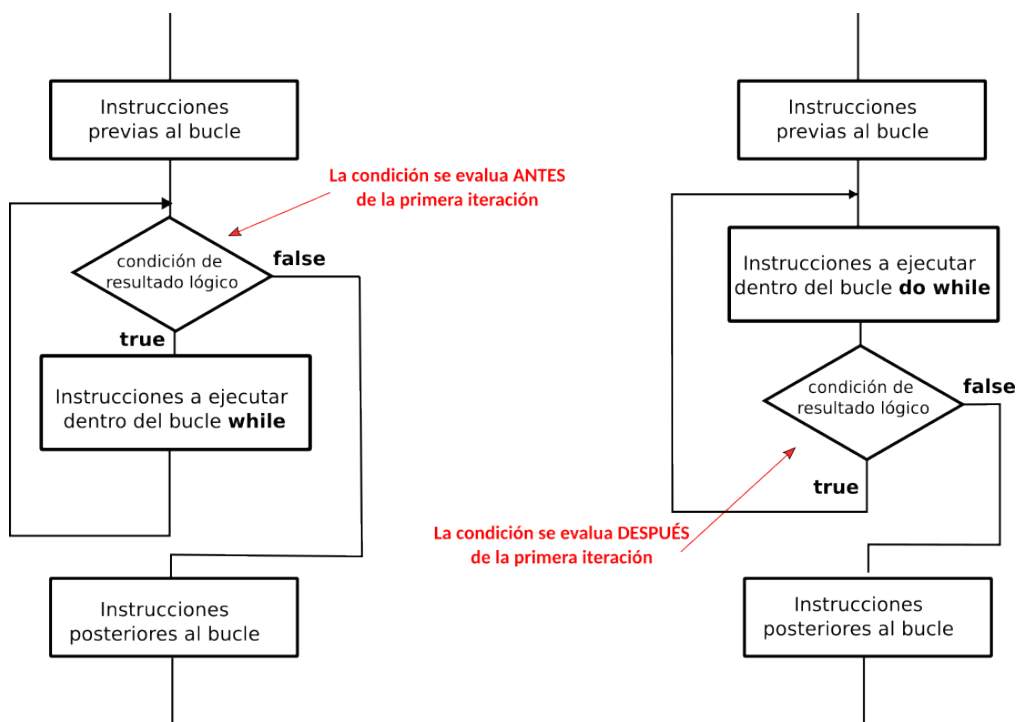 Instrucciones
previas al bucle
La condición se evalua ANTES
de la primera iteración
condición de
resultado lógico
false
true
Instrucciones a ejecutar
dentro del bucle while
Instrucciones
posteriores al bucle
Instrucciones
previas al bucle
Instrucciones a ejecutar
dentro del bucle do while
condición de
resultado lógico
false
true
La condición se evalua DESPUÉS
de la primera iteración
Instrucciones
posteriores al bucle